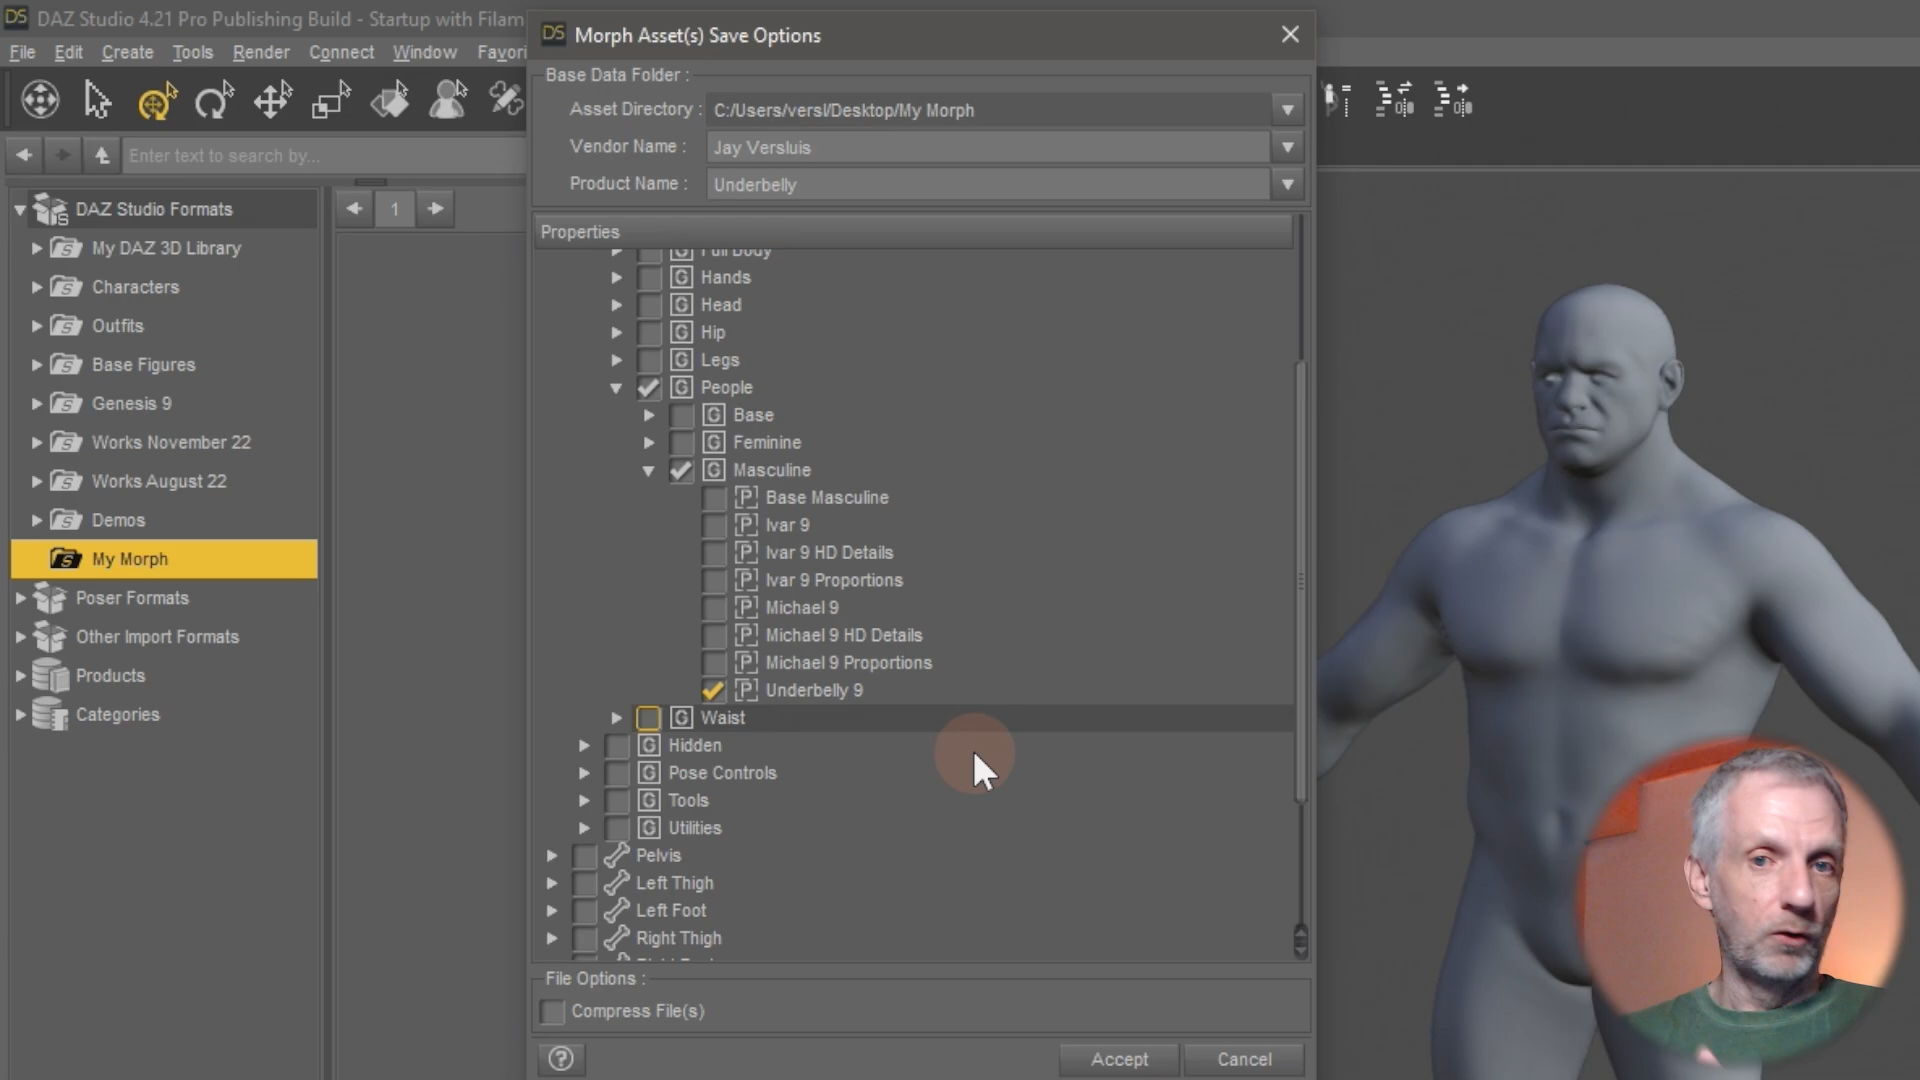 DS DAZ Studio 4.21 Pro Publishing Build - Startup with Filam
File Edit Create Tools Render Connect Window Favori
Enter text to search by...
DAZ Studio Formats
My DAZ 3D Library
Characters
Outfits
Base Figures
Genesis 9
Works November 22
Works August 22
Demos
My Morph
Poser Formats
Other Import Formats
Products
Categories
1
DS Morph Asset(s) Save Options
Base Data Folder :
Asset Directory : C:/Users/versl/Desktop/My Morph
Vendor Name : Jay Versluis
Product Name : Underbelly
Properties
G Full Body
G Hands
G Head
G Hip
G Legs
G People
G Base
G Feminine
G Masculine
P Base Masculine
P Ivar 9
P Ivar 9 HD Details
P Ivar 9 Proportions
P Michael 9
P Michael 9 HD Details
P Michael 9 Proportions
P Underbelly 9
G Waist
G Hidden
G Pose Controls
G Tools
G Utilities
Pelvis
Left Thigh
Left Foot
Right Thigh
File Options :
Compress File(s)
? Accept Cancel